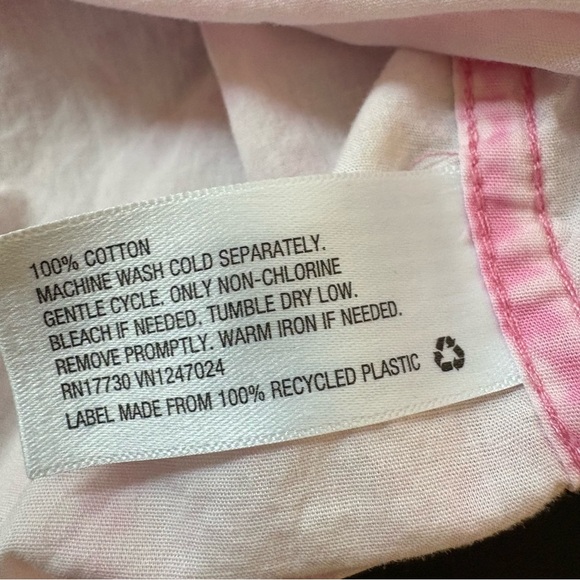 100% COTTON
MACHINE WASH COLD SEPARATELY.
GENTLE CYCLE. ONLY NON-CHLORINE
BLEACH IF NEEDED. TUMBLE DRY LOW.
REMOVE PROMPTLY. WARM IRON IF NEEDED.
RN17730 VN1247024
LABEL MADE FROM 100% RECYCLED PLASTIC